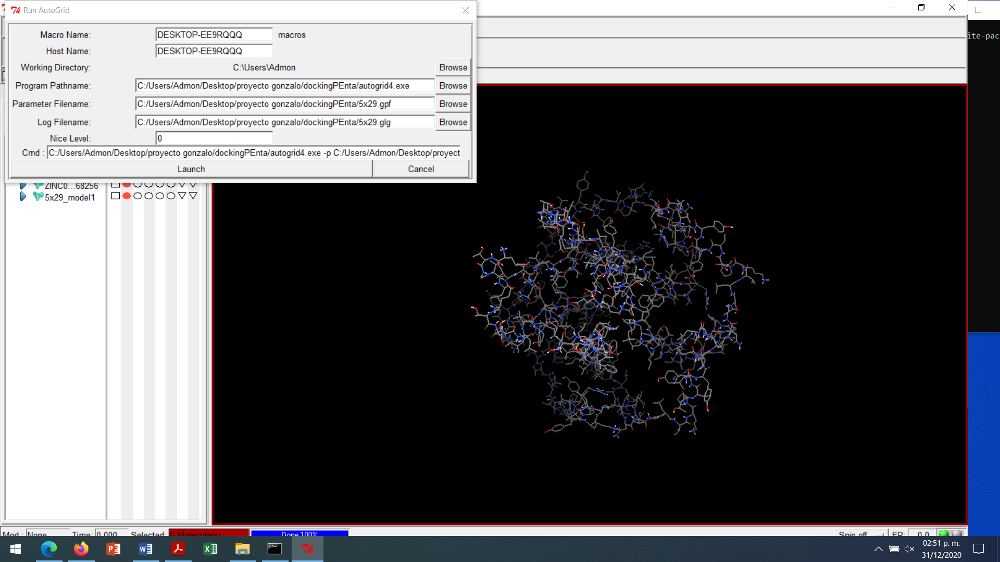 Run AutoGrid
Macro Name: DESKTOP-EE9RQQQ macros
Host Name: DESKTOP-EE9RQQQ
Working Directory: C:\Users\Admon Browse
Program Pathname: C:/Users/Admon/Desktop/proyecto gonzalo/dockingPEnta/autogrid4.exe Browse
Parameter Filename: C:/Users/Admon/Desktop/proyecto gonzalo/dockingPEnta/5x29.gpf Browse
Log Filename: C:/Users/Admon/Desktop/proyecto gonzalo/dockingPEnta/5x29.glg Browse
Nice Level: 0
Cmd : C:/Users/Admon/Desktop/proyecto gonzalo/dockingPEnta/autogrid4.exe -p C:/Users/Admon/Desktop/proyect
Launch Cancel
ite-pac
ZINC0...68256
5x29_model1
Mod.: None Time: 0.000 Selected: 0 Molecule(s) Done 100% Spin off FR: 0.0
02:51 p. m.
31/12/2020